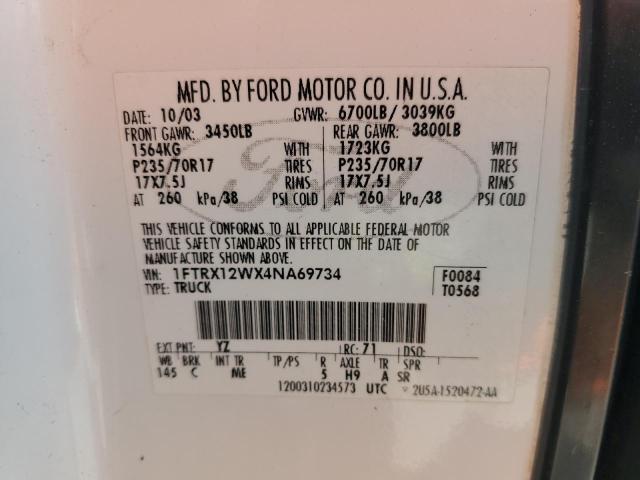 MFD. BY FORD MOTOR CO. IN U.S.A.
DATE: 10/03 GVWR: 6700LB/ 3039KG
FRONT GAWR: 3450LB REAR GAWR: 3800LB
1564KG WITH 1723KG WITH
P235/70R17 TIRES P235/70R17 TIRES
17X7.5J RIMS 17X7.5J RIMS
AT 260 kPa/38 PSI COLD AT 260 kPa/38 PSI COLD
Ford
THIS VEHICLE CONFORMS TO ALL APPLICABLE FEDERAL MOTOR
VEHICLE SAFETY STANDARDS IN EFFECT ON THE DATE OF
MANUFACTURE SHOWN ABOVE.
VIN: 1FTRX12WX4NA69734 F0084
TYPE: TRUCK T0568
EXT PNT: YZ RC: 71 DSO:
WB BRK INT TR TP/PS R AXLE TR SPR
145 C ME 5 H9 A SR
1200310234573 UTC 2U5A-1520472-AA